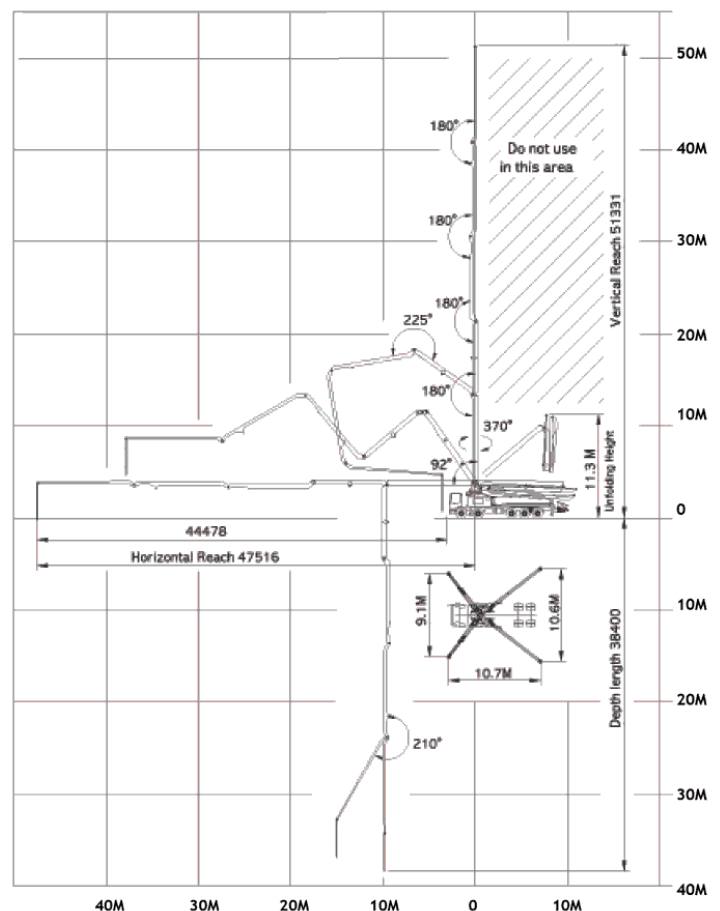 50M
180°
Do not use
in this area
40M
180°
30M
Vertical Reach 51331
180°
225°
20M
180°
10M
370°
92°
11.3 M
Unfolding Height
0
44478
Horizontal Reach 47516
9.1M
10.6M
10M
10.7M
Depth length 38400
20M
210°
30M
40M
40M
30M
20M
10M
0
10M